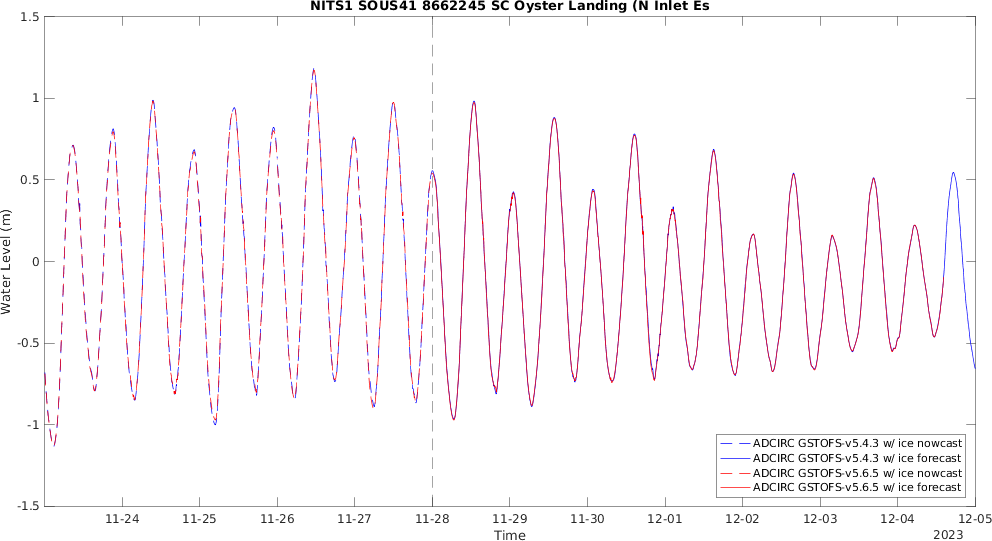 NITS1 SOUS41 8662245 SC Oyster Landing (N Inlet Es
1.5
1
0.5
0
-0.5
-1
-1.5
Water Level (m)
11-24 11-25 11-26 11-27 11-28 11-29 11-30 12-01 12-02 12-03 12-04 12-05
Time
2023
ADCIRC GSTOFS-v5.4.3 w/ ice nowcast
ADCIRC GSTOFS-v5.4.3 w/ ice forecast
ADCIRC GSTOFS-v5.6.5 w/ ice nowcast
ADCIRC GSTOFS-v5.6.5 w/ ice forecast